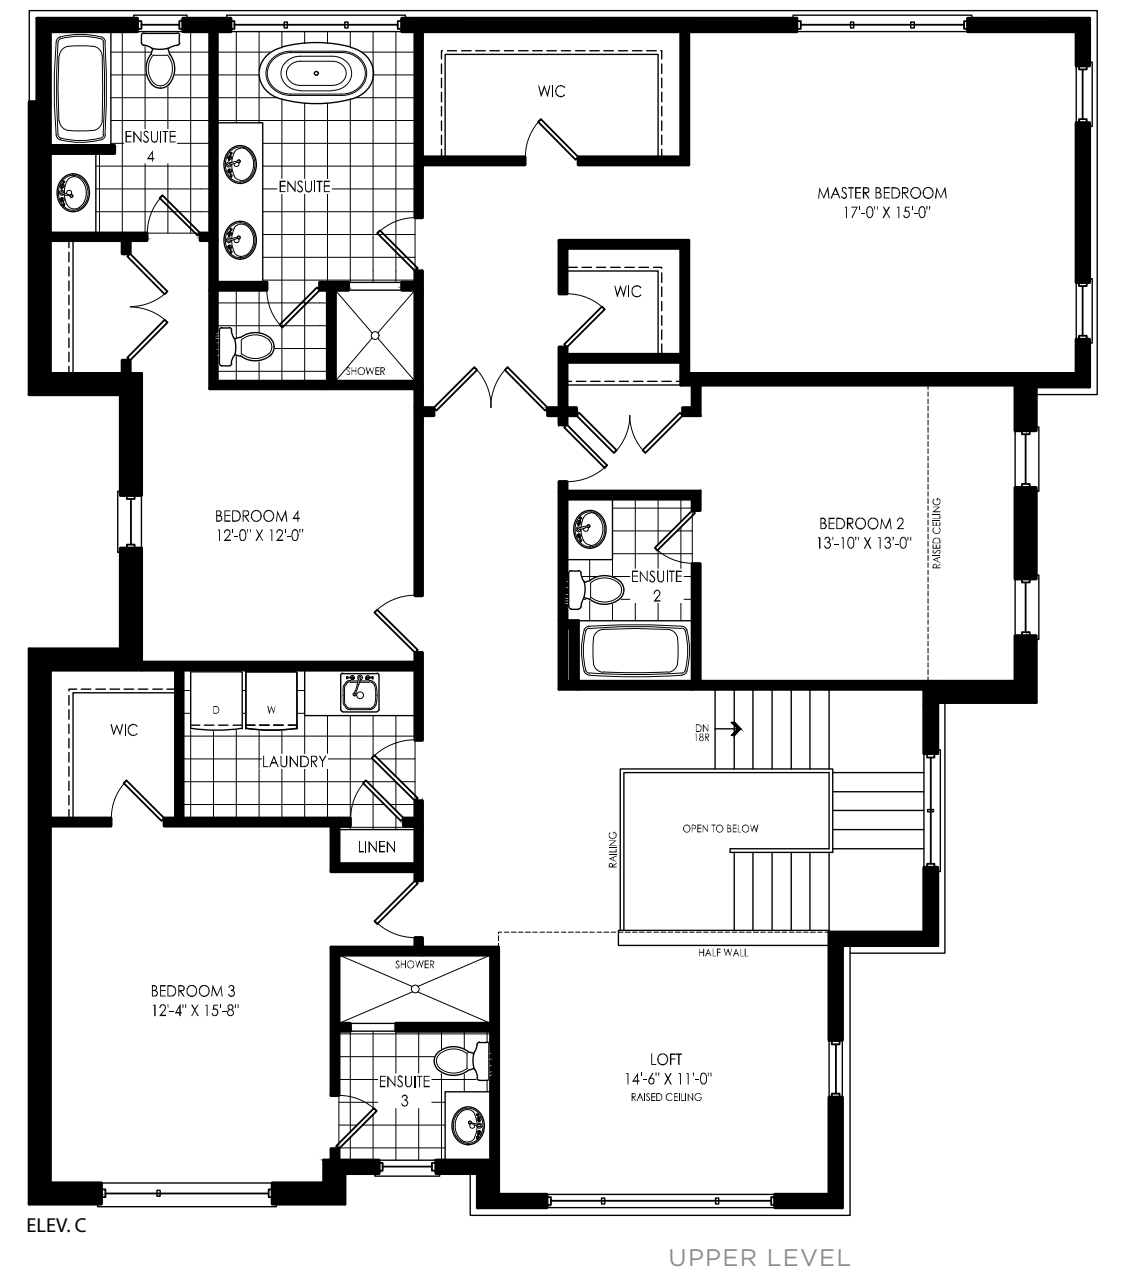 WIC
ENSUITE
4
ENSUITE
MASTER BEDROOM
17'-0" X 15'-0"
WIC
SHOWER
BEDROOM 4
12'-0" X 12'-0"
BEDROOM 2
13'-10" X 13'-0"
RAISED CEILING
ENSUITE
2
D
W
WIC
DN
18R
LAUNDRY
OPEN TO BELOW
RAILING
LINEN
HALF WALL
SHOWER
BEDROOM 3
12'-4" X 15'-8"
LOFT
14'-6" X 11'-0"
RAISED CEILING
ENSUITE
3
ELEV. C
UPPER LEVEL